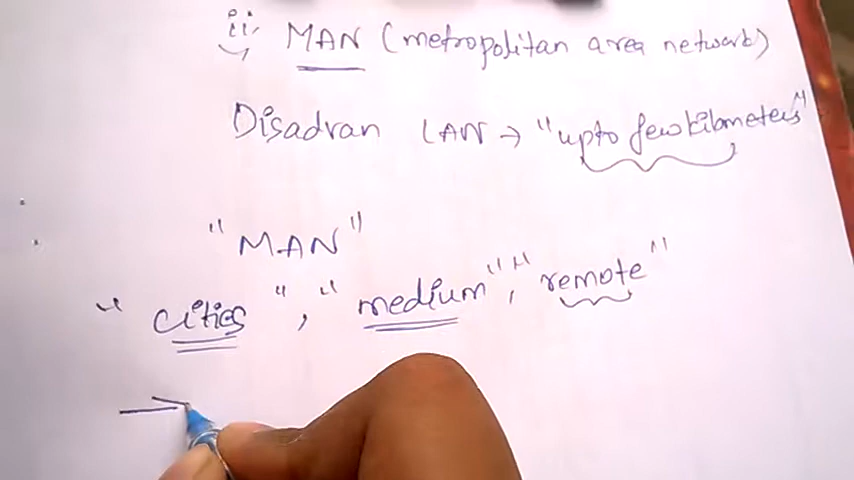 ii, MAN (metropolitan area network)
Disadvan LAN → "upto few kilometers"
"MAN"
"cities", "medium", "remote"